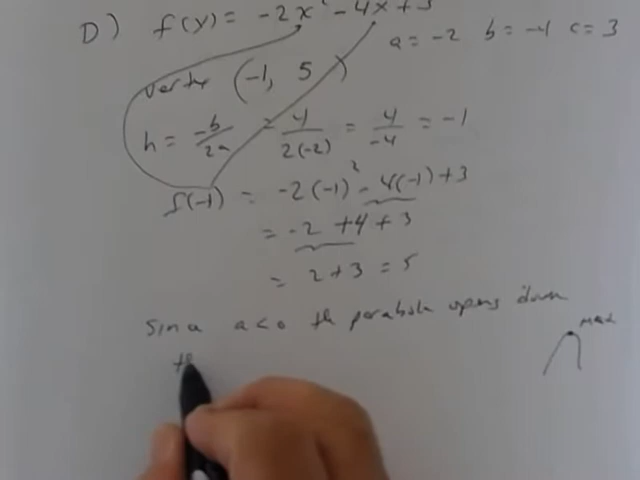 D) f(y) = -2x² - 4x + 3
a = -2 b = -4 c = 3
vertex (-1, 5)
h = -b/2a = 4/2(-2) = 4/-4 = -1
f(-1) = -2(-1)² - 4(-1) + 3
= -2 + 4 + 3
= 2 + 3 = 5
Since a < 0 the parabola opens down
max
th